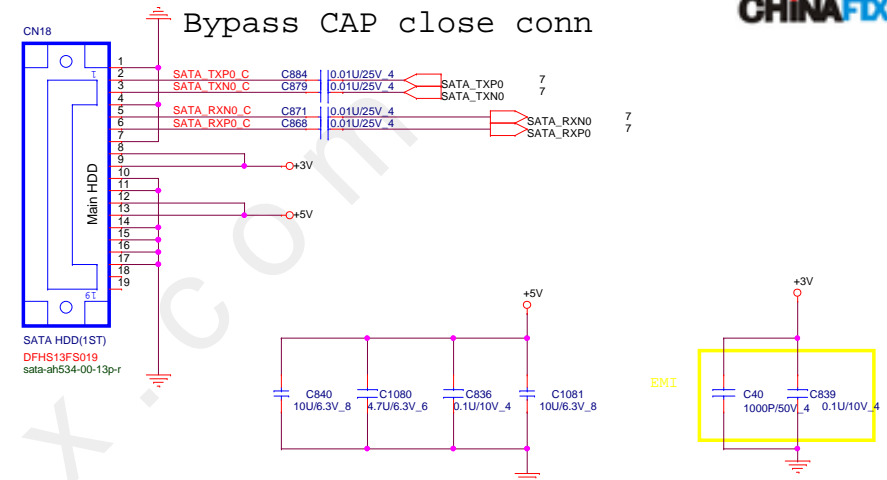 CHINAFIX
Bypass CAP close conn
CN18
1
1
2
3
4
5
6
7
8
9
10
11
12
13
14
15
16
17
18
19
19
Main HDD
SATA_TXP0_C C884 0.01U/25V_4 SATA_TXP0 7
SATA_TXN0_C C879 0.01U/25V_4 SATA_TXN0 7
SATA_RXN0_C C871 0.01U/25V_4 SATA_RXN0 7
SATA_RXP0_C C868 0.01U/25V_4 SATA_RXP0 7
+3V
+5V
SATA HDD(1ST)
DFHS13FS019
sata-ah534-00-13p-r
+5V
C840
10U/6.3V_8
C1080
4.7U/6.3V_6
C836
0.1U/10V_4
C1081
10U/6.3V_8
+3V
EMI
C40
1000P/50V_4
C839
0.1U/10V_4
x.com